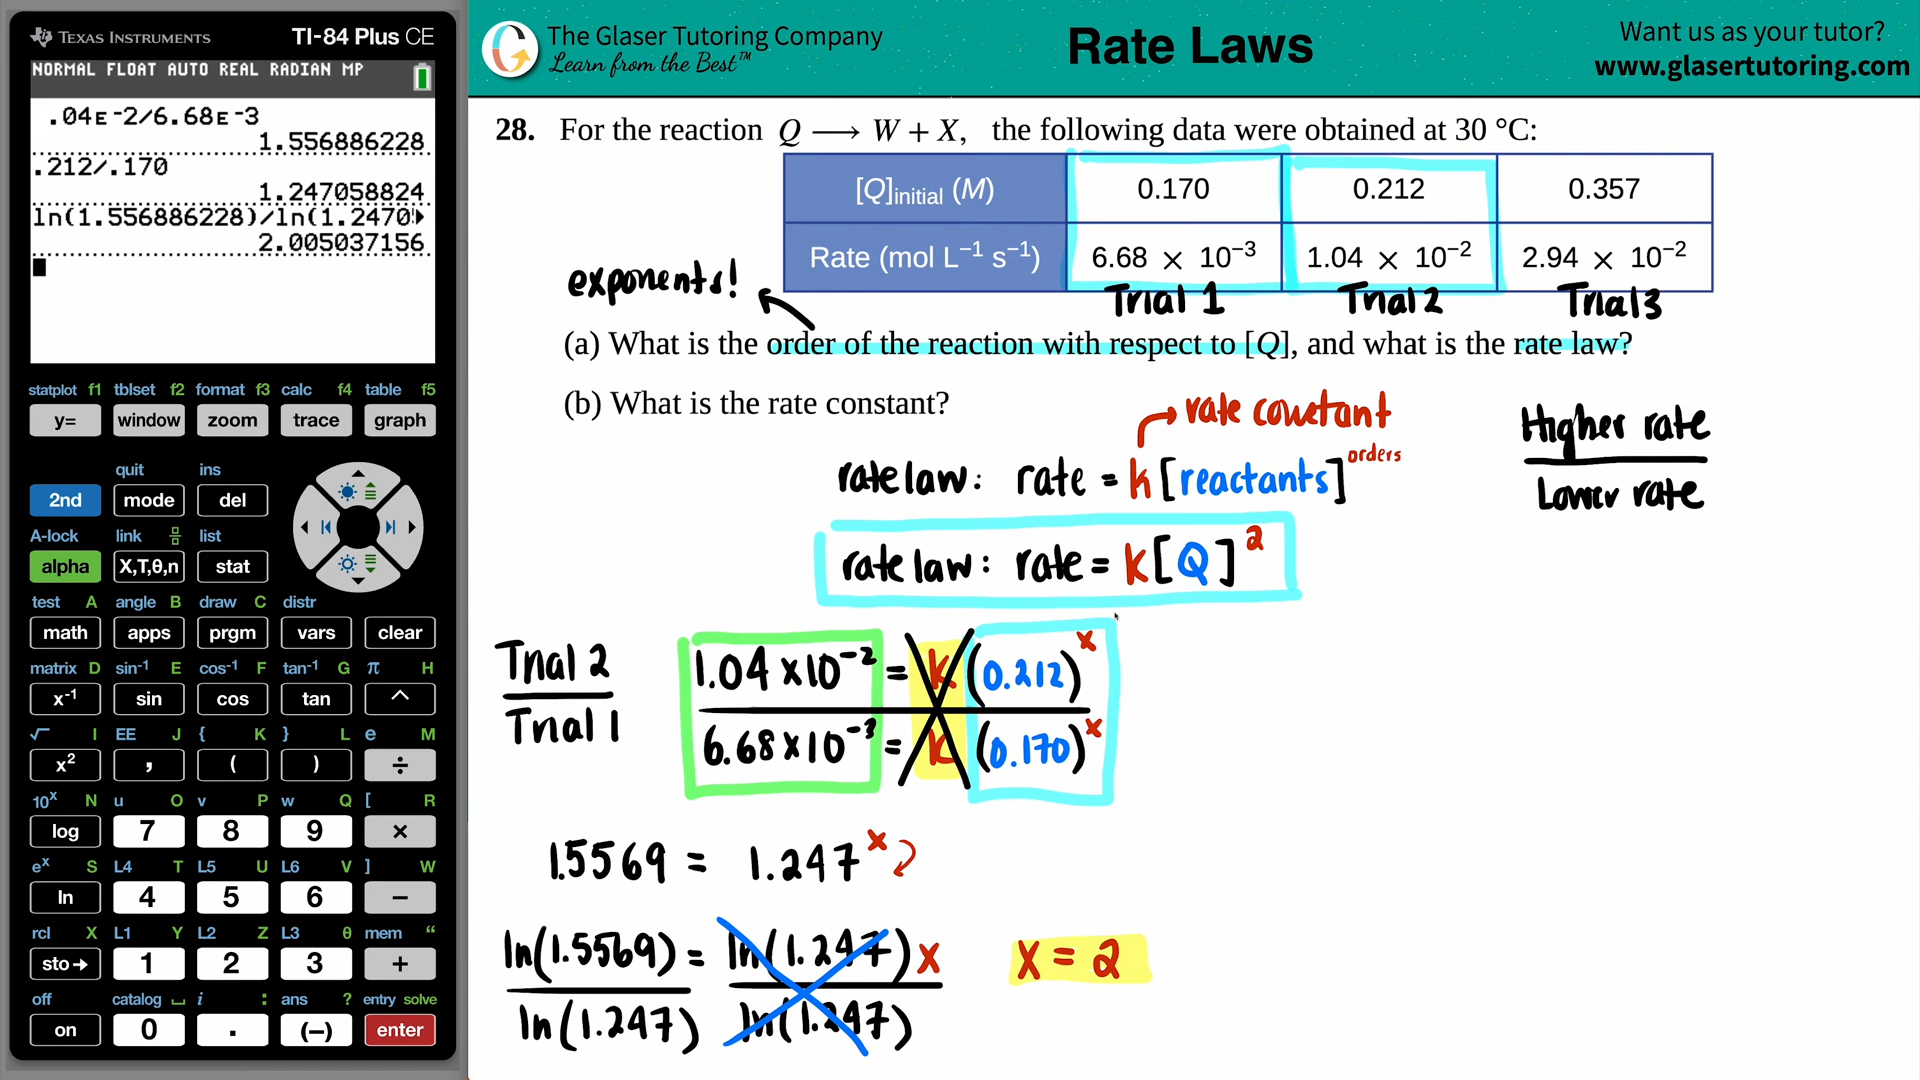 TEXAS INSTRUMENTS TI-84 Plus CE
NORMAL FLOAT AUTO REAL RADIAN MP
.04E-2/6.68E-3
1.556886228
.212/.170
1.247058824
ln(1.556886228)/ln(1.2470
2.005037156
statplot f1 tblset f2 format f3 calc f4 table f5
y= window zoom trace graph
quit ins
2nd mode del
A-lock link list
alpha X,T,θ,n stat
test A angle B draw C distr
math apps prgm vars clear
matrix D sin⁻¹ E cos⁻¹ F tan⁻¹ G π H
x⁻¹ sin cos tan ^
√ I EE J { K } L e M
x² , ( ) ÷
10ˣ N u O v P w Q [ R
log 7 8 9 ×
eˣ S L4 T L5 U L6 V ] W
ln 4 5 6 −
rcl X L1 Y L2 Z L3 θ mem “
sto→ 1 2 3 +
off catalog ␣ i : ans ? entry solve
on 0 . (−) enter
The Glaser Tutoring Company
Learn from the Best™
Rate Laws
Want us as your tutor?
www.glasertutoring.com
28. For the reaction Q ⟶ W + X, the following data were obtained at 30 °C:
[Q]initial (M) 0.170 0.212 0.357
Rate (mol L⁻¹ s⁻¹) 6.68 × 10⁻³ 1.04 × 10⁻² 2.94 × 10⁻²
exponents! Trial 1 Trial 2 Trial 3
(a) What is the order of the reaction with respect to [Q], and what is the rate law?
(b) What is the rate constant?
rate constant
Higher rate
Lower rate
rate law: rate = k[reactants]^orders
rate law: rate = k[Q]²
Trial 2
Trial 1
1.04 ×10⁻² = k (0.212)ˣ
6.68×10⁻³ = k (0.170)ˣ
1.5569 = 1.247ˣ
ln(1.5569) = ln(1.247) x
ln(1.247) ln(1.247)
x = 2